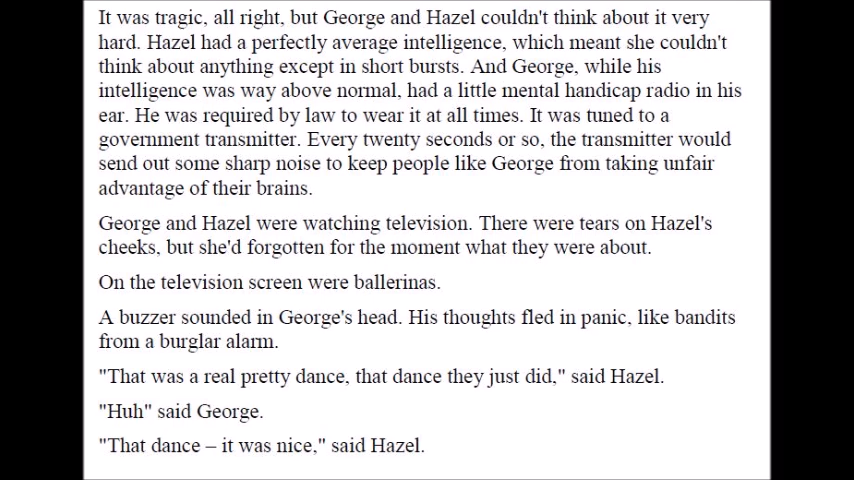 It was tragic, all right, but George and Hazel couldn't think about it very
hard. Hazel had a perfectly average intelligence, which meant she couldn't
think about anything except in short bursts. And George, while his
intelligence was way above normal, had a little mental handicap radio in his
ear. He was required by law to wear it at all times. It was tuned to a
government transmitter. Every twenty seconds or so, the transmitter would
send out some sharp noise to keep people like George from taking unfair
advantage of their brains.
George and Hazel were watching television. There were tears on Hazel's
cheeks, but she'd forgotten for the moment what they were about.
On the television screen were ballerinas.
A buzzer sounded in George's head. His thoughts fled in panic, like bandits
from a burglar alarm.
"That was a real pretty dance, that dance they just did," said Hazel.
"Huh" said George.
"That dance – it was nice," said Hazel.